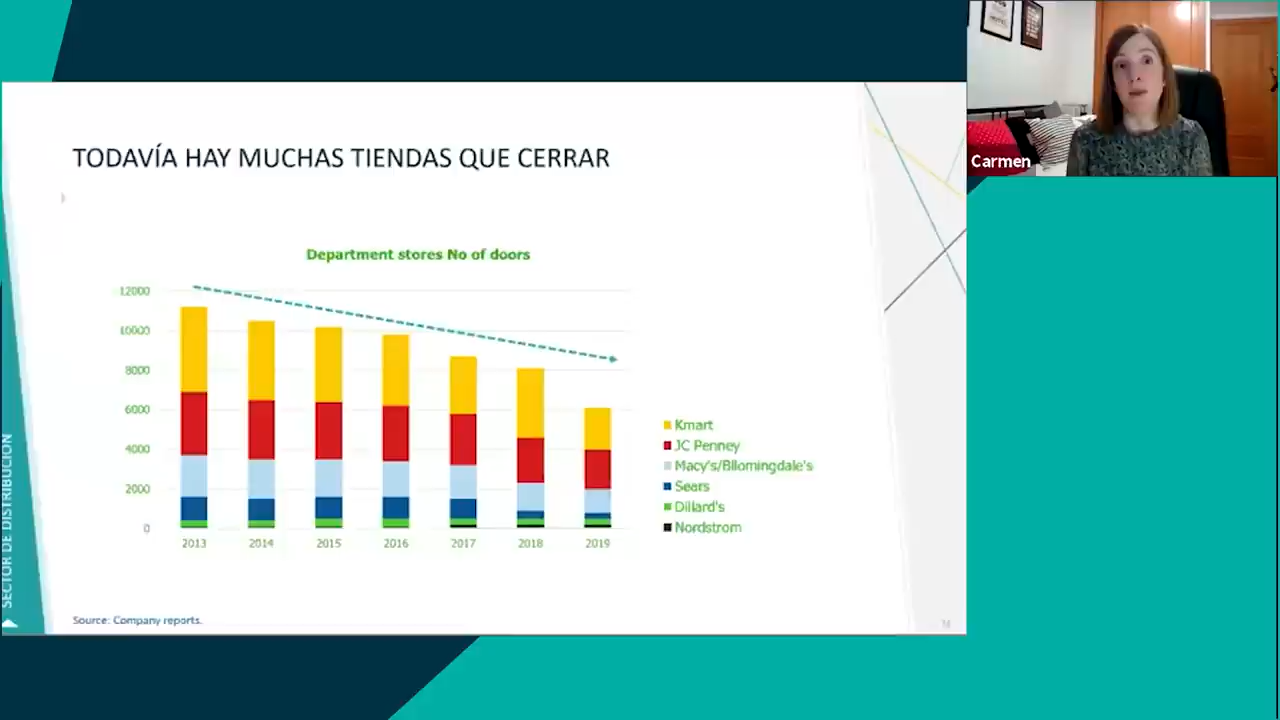 Carmen
TODAVÍA HAY MUCHAS TIENDAS QUE CERRAR
Department stores No of doors
12000
10000
8000
6000
4000
2000
0
2013 2014 2015 2016 2017 2018 2019
Kmart
JC Penney
Macy's/Bllomingdale's
Sears
Dillard's
Nordstrom
SECTOR DE DISTRIBUCIÓN
Source: Company reports.